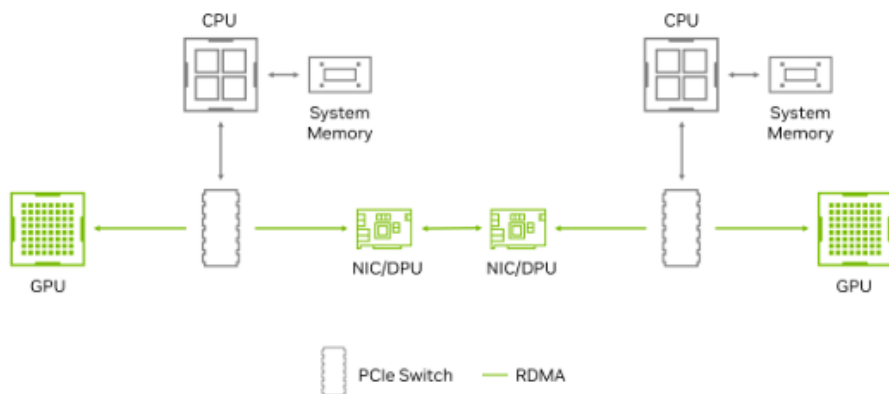 CPU
CPU
System
Memory
System
Memory
NIC/DPU
NIC/DPU
GPU
GPU
PCIe Switch
RDMA